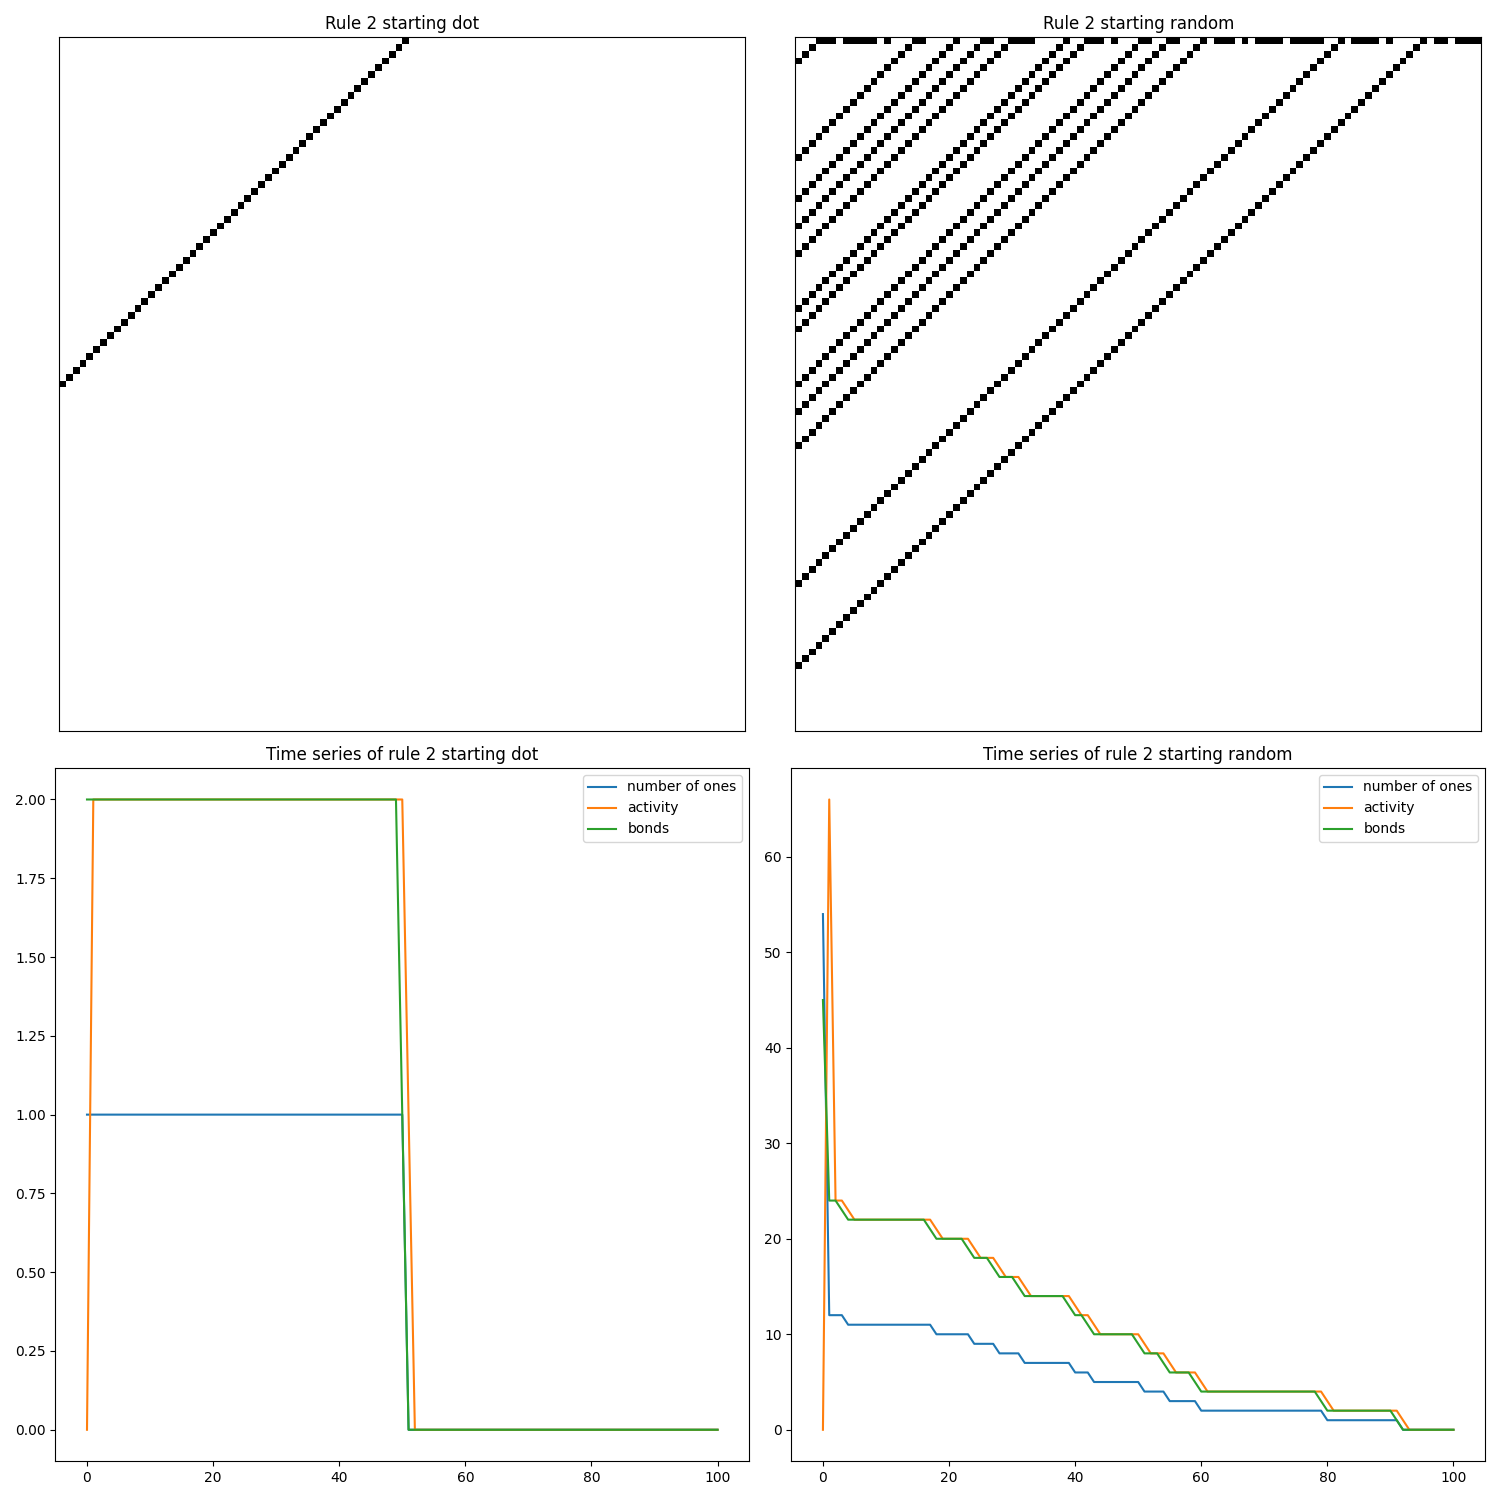 Rule 2 starting dot
Rule 2 starting random
Time series of rule 2 starting dot
2.00
1.75
1.50
1.25
1.00
0.75
0.50
0.25
0.00
0 20 40 60 80 100
number of ones
activity
bonds
Time series of rule 2 starting random
60
50
40
30
20
10
0
0 20 40 60 80 100
number of ones
activity
bonds